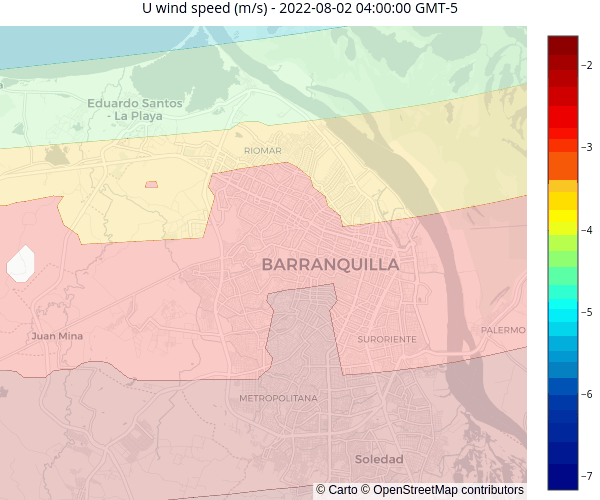 U wind speed (m/s) - 2022-08-02 04:00:00 GMT-5
Eduardo Santos
- La Playa
RIOMAR
BARRANQUILLA
Juan Mina
SURORIENTE
PALERMO
METROPOLITANA
Soledad
© Carto © OpenStreetMap contributors
−2
−3
−4
−5
−6
−7